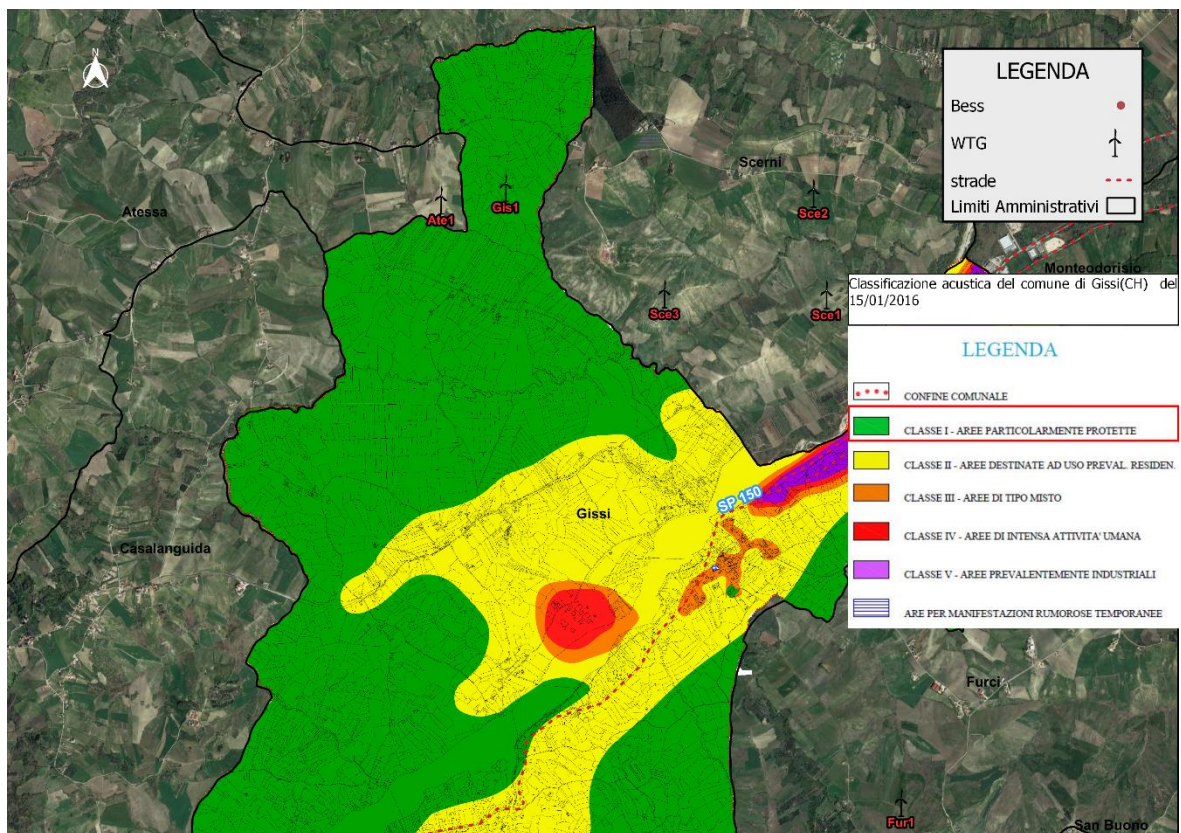 N
LEGENDA
Bess
WTG
strade
Limiti Amministrativi
Scerni
Atessa
Ate1
Gis1
Sce2
Monteodorisio
Sce3
Sce1
Classificazione acustica del comune di Gissi(CH) del
15/01/2016
LEGENDA
CONFINE COMUNALE
CLASSE I - AREE PARTICOLARMENTE PROTETTE
CLASSE II - AREE DESTINATE AD USO PREVAL. RESIDEN.
CLASSE III - AREE DI TIPO MISTO
CLASSE IV - AREE DI INTENSA ATTIVITA' UMANA
CLASSE V - AREE PREVALENTEMENTE INDUSTRIALI
ARE PER MANIFESTAZIONI RUMOROSE TEMPORANEE
SP 150
Gissi
Casalanguida
Furci
Fur1
San Buono